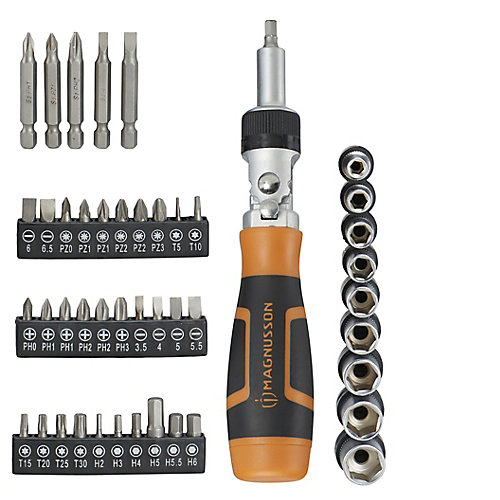 6 6.5 PZ0 PZ1 PZ1 PZ2 PZ2 PZ3 T5 T10
PH0 PH1 PH1 PH2 PH2 PH3 3.5 4 5 5.5
T15 T20 T25 T30 H2 H3 H4 H5 H5.5 H6
MAGNUSSON